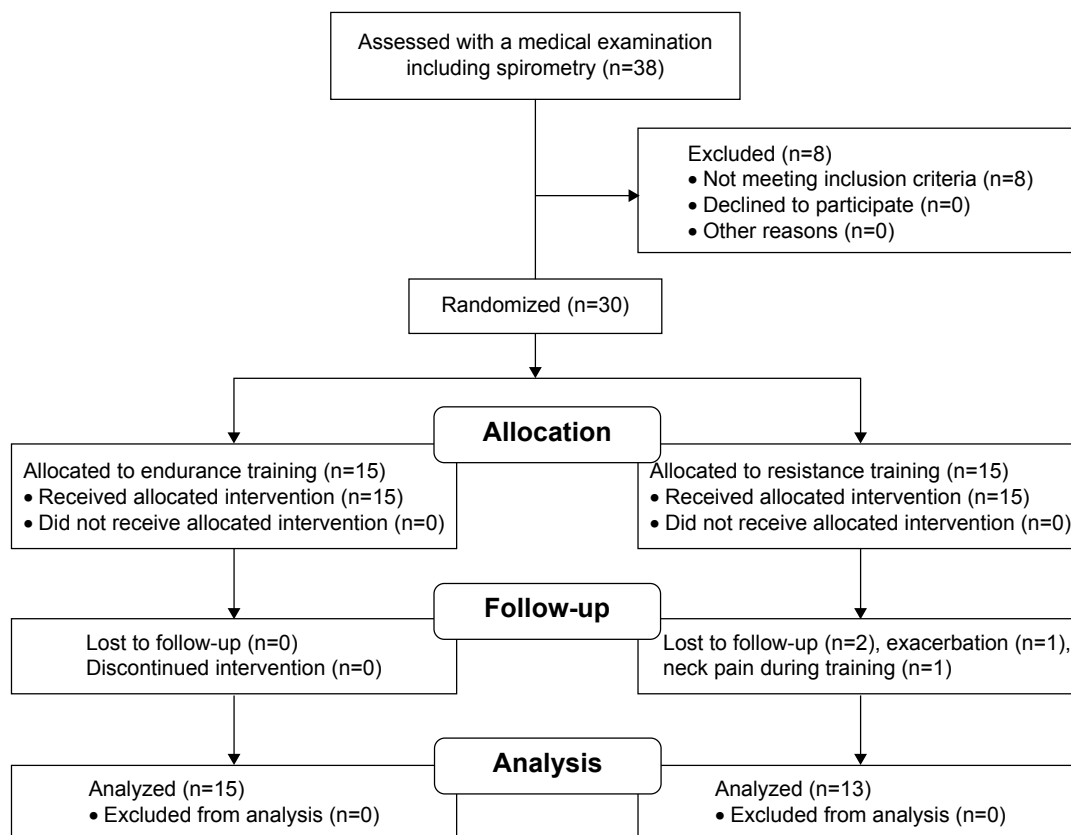 Assessed with a medical examination
including spirometry (n=38)
Excluded (n=8)
• Not meeting inclusion criteria (n=8)
• Declined to participate (n=0)
• Other reasons (n=0)
Randomized (n=30)
Allocation
Allocated to endurance training (n=15)
• Received allocated intervention (n=15)
• Did not receive allocated intervention (n=0)
Allocated to resistance training (n=15)
• Received allocated intervention (n=15)
• Did not receive allocated intervention (n=0)
Follow-up
Lost to follow-up (n=0)
Discontinued intervention (n=0)
Lost to follow-up (n=2), exacerbation (n=1),
neck pain during training (n=1)
Analysis
Analyzed (n=15)
• Excluded from analysis (n=0)
Analyzed (n=13)
• Excluded from analysis (n=0)